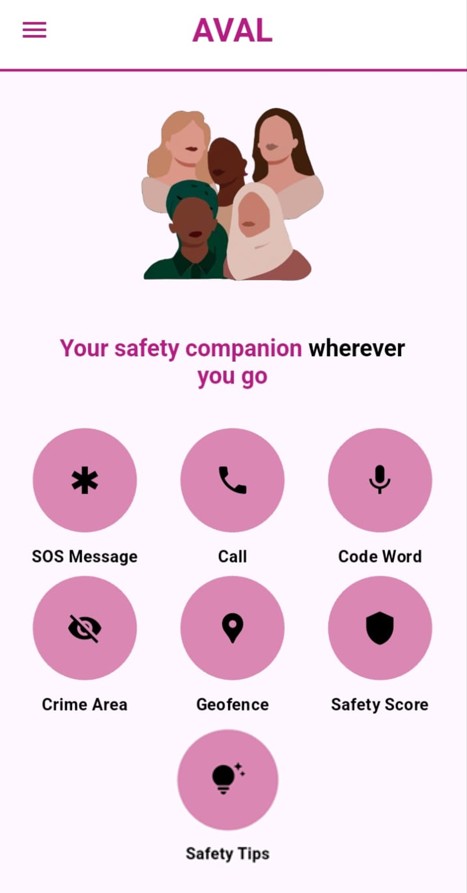 AVAL
Your safety companion wherever
you go
SOS Message
Call
Code Word
Crime Area
Geofence
Safety Score
Safety Tips